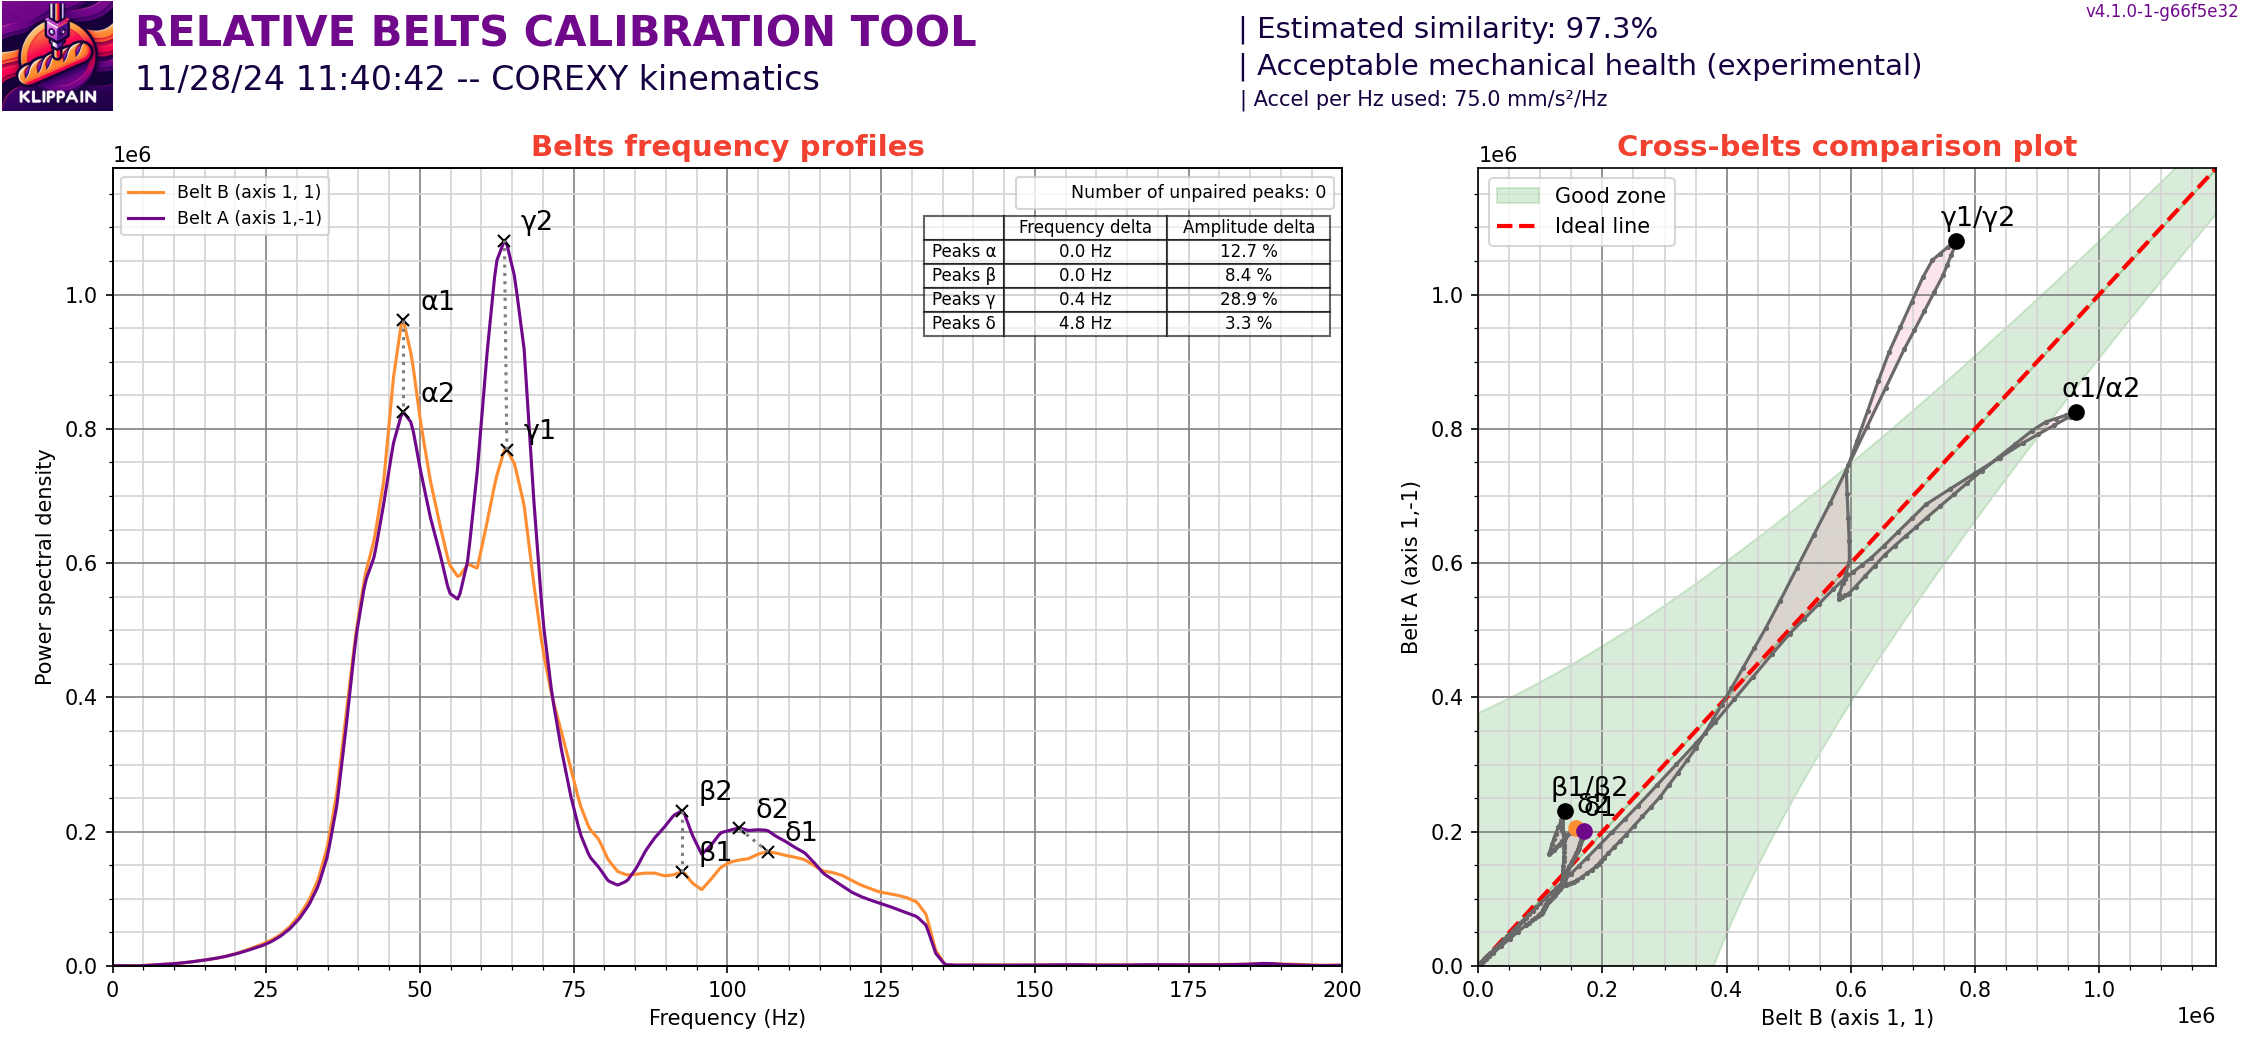 KLIPPAIN
RELATIVE BELTS CALIBRATION TOOL
11/28/24 11:40:42 -- COREXY kinematics
| Estimated similarity: 97.3%
| Acceptable mechanical health (experimental)
| Accel per Hz used: 75.0 mm/s²/Hz
v4.1.0-1-g66f5e32
Belts frequency profiles
1e6
Belt B (axis 1, 1)
Belt A (axis 1,-1)
Number of unpaired peaks: 0
Frequency delta Amplitude delta
Peaks α 0.0 Hz 12.7 %
Peaks β 0.0 Hz 8.4 %
Peaks γ 0.4 Hz 28.9 %
Peaks δ 4.8 Hz 3.3 %
γ2
α1
α2
γ1
β2
δ2
δ1
β1
1.0
0.8
0.6
0.4
0.2
0.0
Power spectral density
0 25 50 75 100 125 150 175 200
Frequency (Hz)
Cross-belts comparison plot
1e6
Good zone
Ideal line
γ1/γ2
α1/α2
β1/β2
δ2
δ1
1.0
0.8
0.6
0.4
0.2
0.0
Belt A (axis 1,-1)
0.0 0.2 0.4 0.6 0.8 1.0
Belt B (axis 1, 1)
1e6